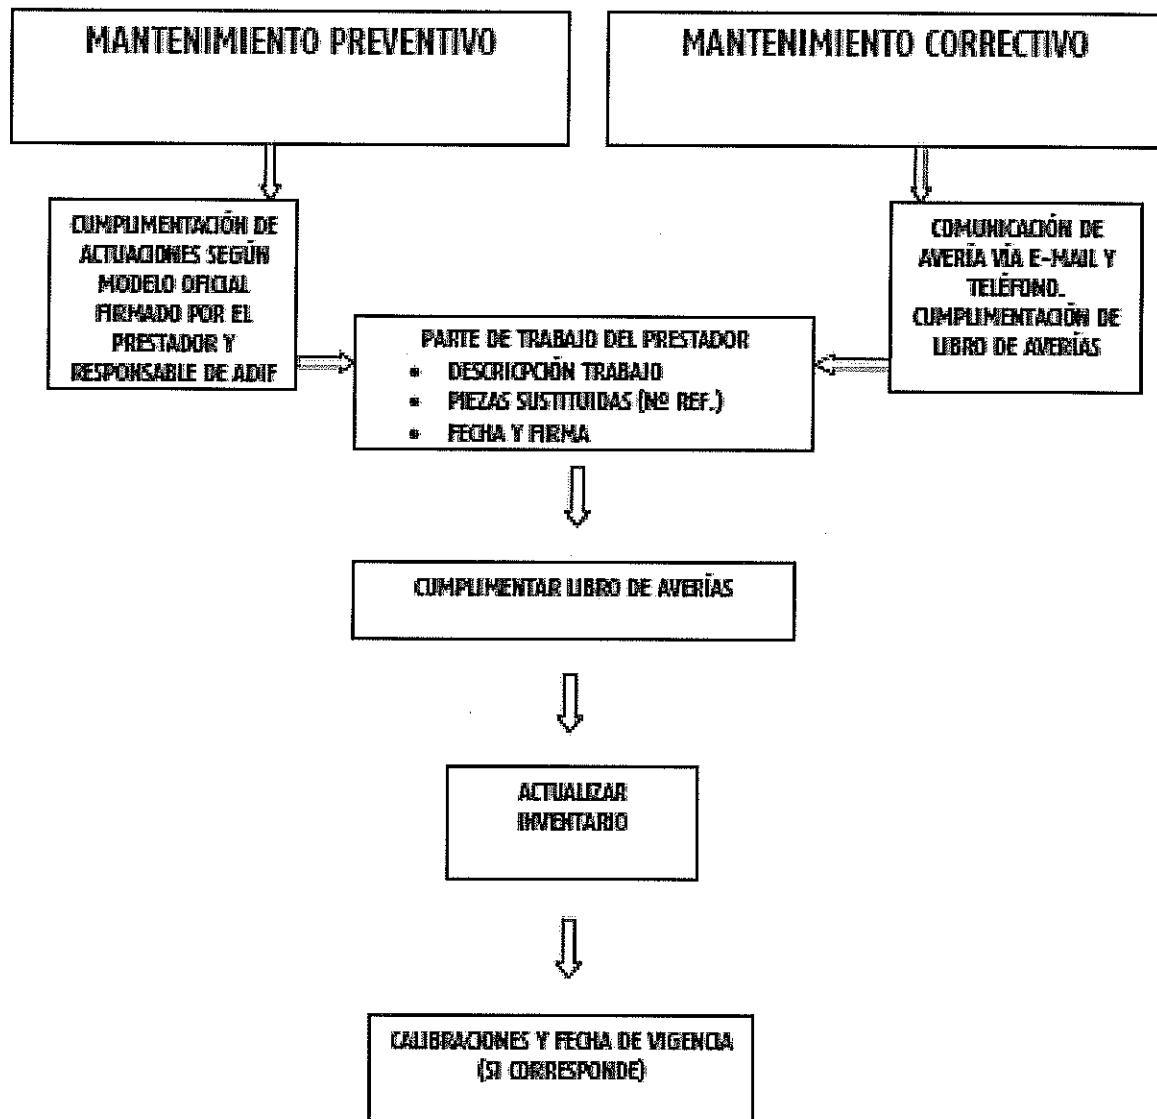 MANTENIMIENTO PREVENTIVO
MANTENIMIENTO CORRECTIVO
CUMPLIMENTACIÓN DE
ACTUACIONES SEGÚN
MODELO OFICIAL
FIRMADO POR EL
PRESTADOR Y
RESPONSABLE DE ADIF
COMUNICACIÓN DE
AVERÍA VÍA E-MAIL Y
TELÉFONO.
CUMPLIMENTACIÓN DE
LIBRO DE AVERÍAS
PARTE DE TRABAJO DEL PRESTADOR
• DESCRICPCIÓN TRABAJO
• PIEZAS SUSTITUIDAS (Nº REF.)
• FECHA Y FIRMA
CUMPLIMENTAR LIBRO DE AVERÍAS
ACTUALIZAR
INVENTARIO
CALIBRACIONES Y FECHA DE VIGENCIA
(SI CORRESPONDE)